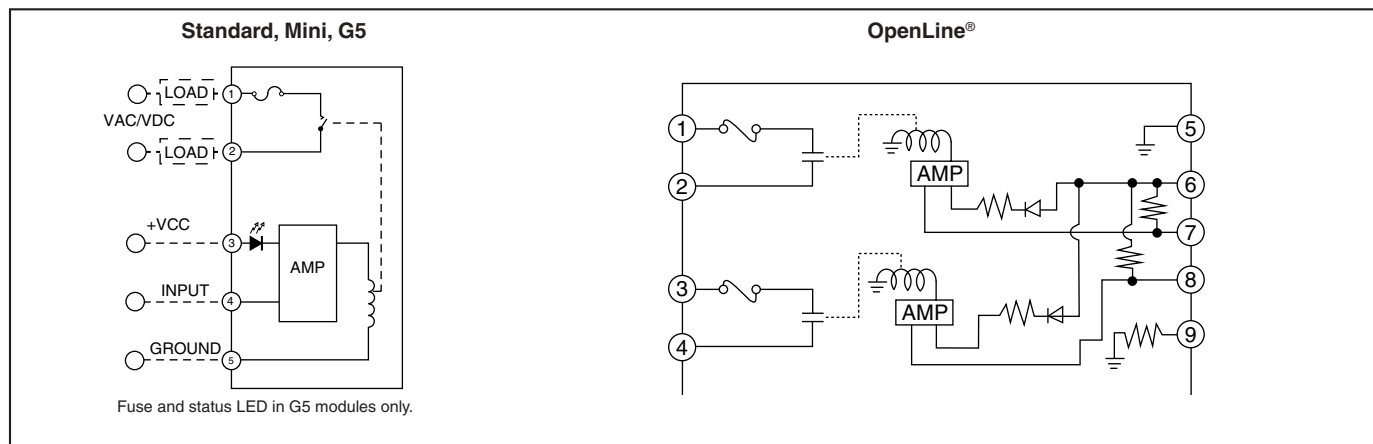 Standard, Mini, G5
LOAD
1
VAC/VDC
LOAD
2
+VCC
3
AMP
INPUT
4
GROUND
5
Fuse and status LED in G5 modules only.
OpenLine®
1
5
2
AMP
6
7
3
8
AMP
4
9